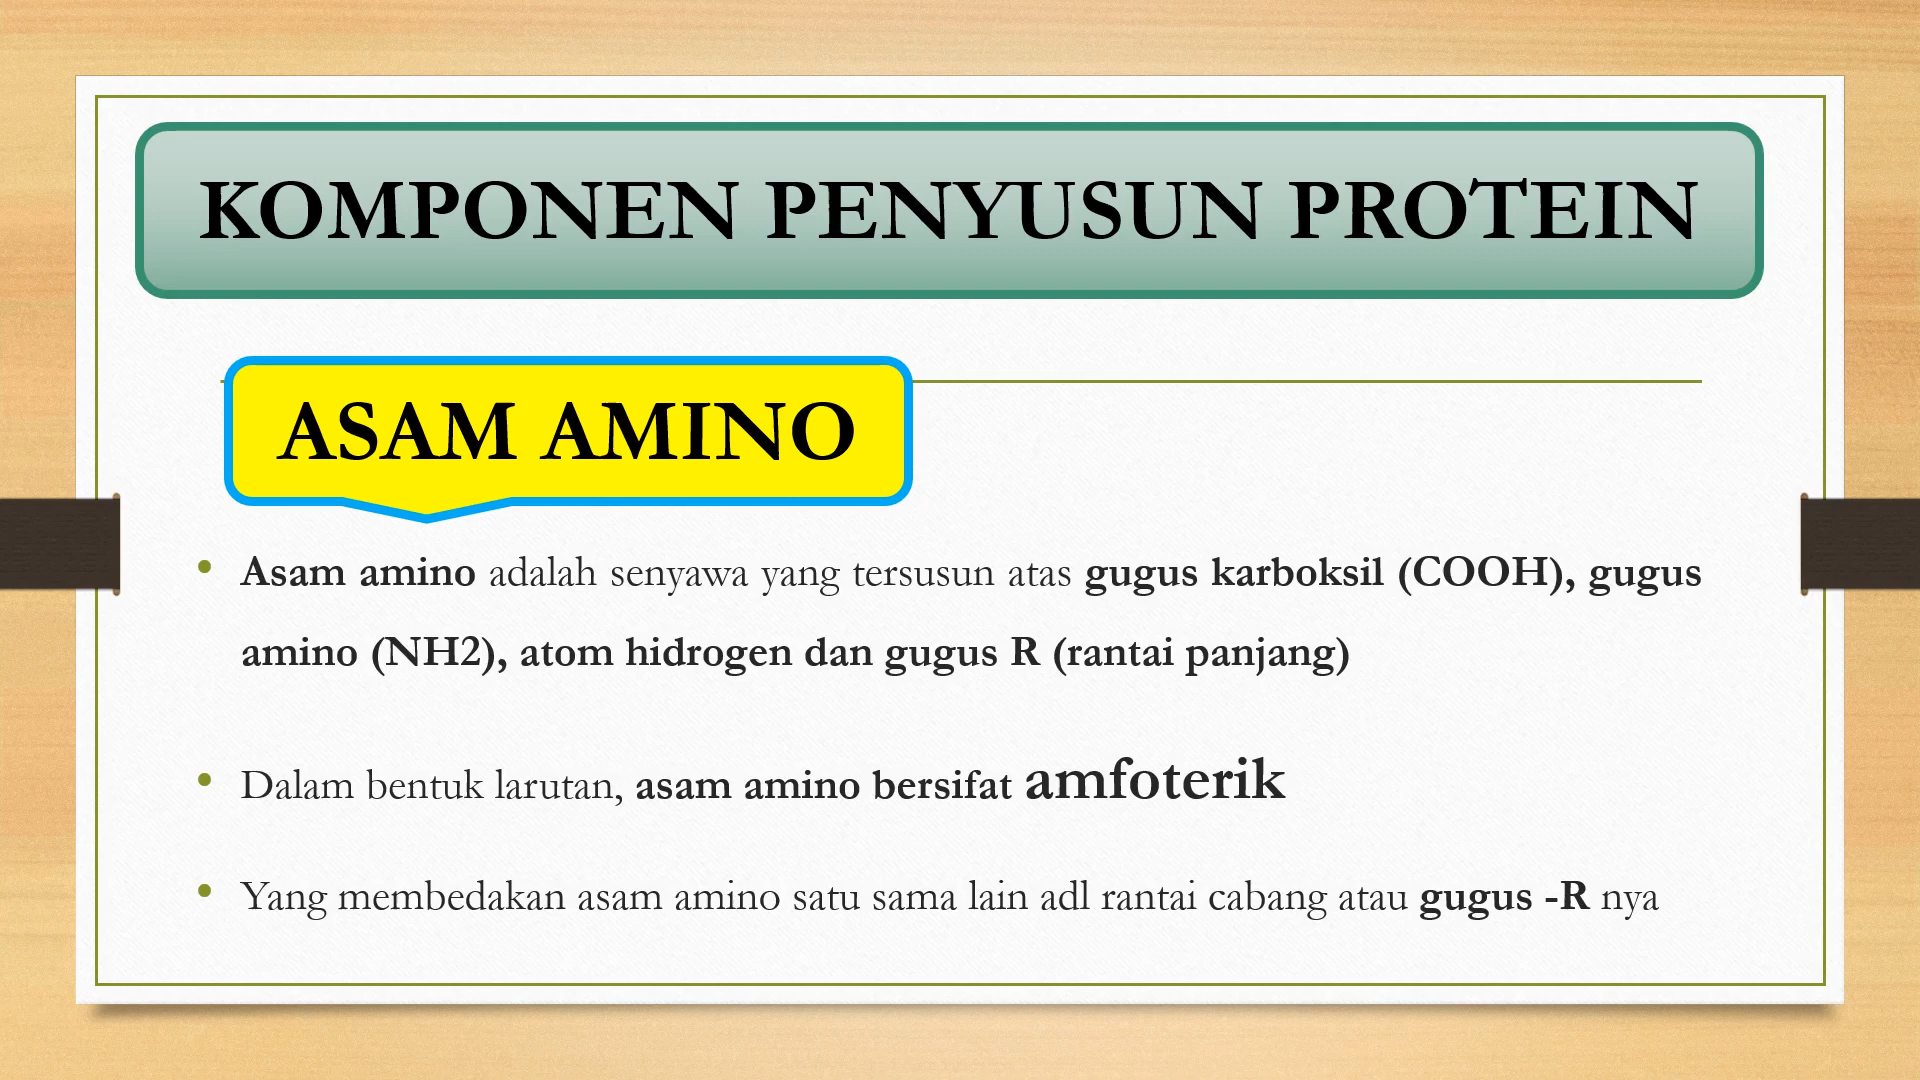 KOMPONEN PENYUSUN PROTEIN
ASAM AMINO
• Asam amino adalah senyawa yang tersusun atas gugus karboksil (COOH), gugus
amino (NH2), atom hidrogen dan gugus R (rantai panjang)
• Dalam bentuk larutan, asam amino bersifat amfoterik
• Yang membedakan asam amino satu sama lain adl rantai cabang atau gugus -R nya